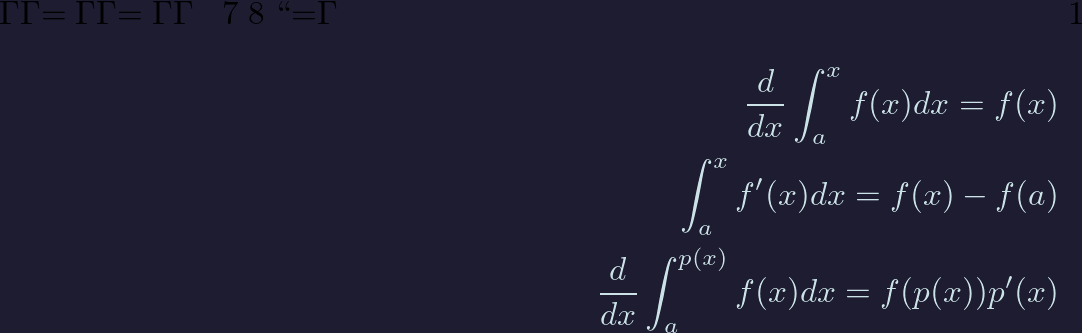 ΓΓ= ΓΓ= ΓΓ 7 8 “=Γ 1
d/dx ∫_a^x f(x)dx = f(x)
∫_a^x f′(x)dx = f(x) − f(a)
d/dx ∫_a^{p(x)} f(x)dx = f(p(x))p′(x)